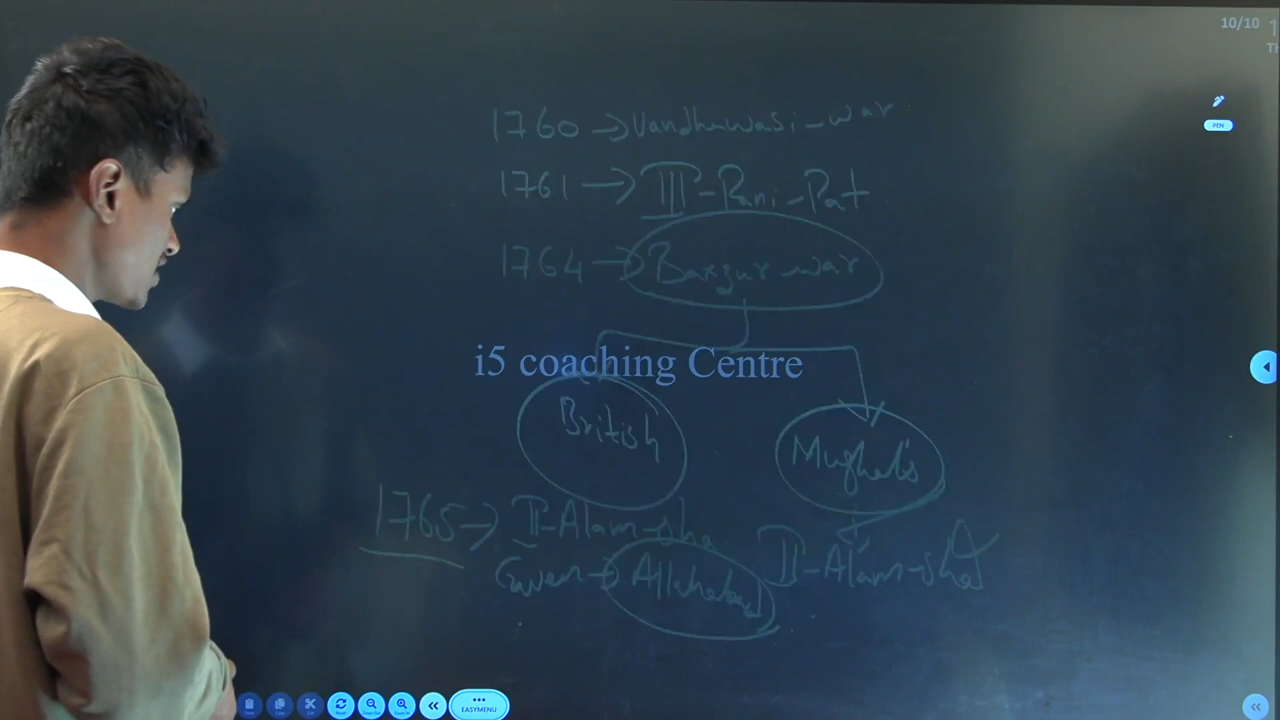 10/10
Th
PEN
1760 → Vandhawasi-war
1761 → III - Pani-Pat
1764 → Baxzur war
i5 coaching Centre
British
Mughal's
1765 → II-Alam-sha
II-Alam-sha
Given → Allahabad
EASYMENU